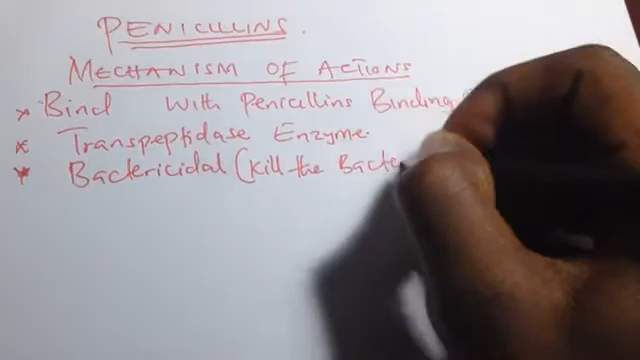 PENICILLINS.
MECHANISM OF ACTIONS
* Bind With Penicillins Binding
* Transpeptidase Enzyme.
* Bactericidal (Kill the Bacte